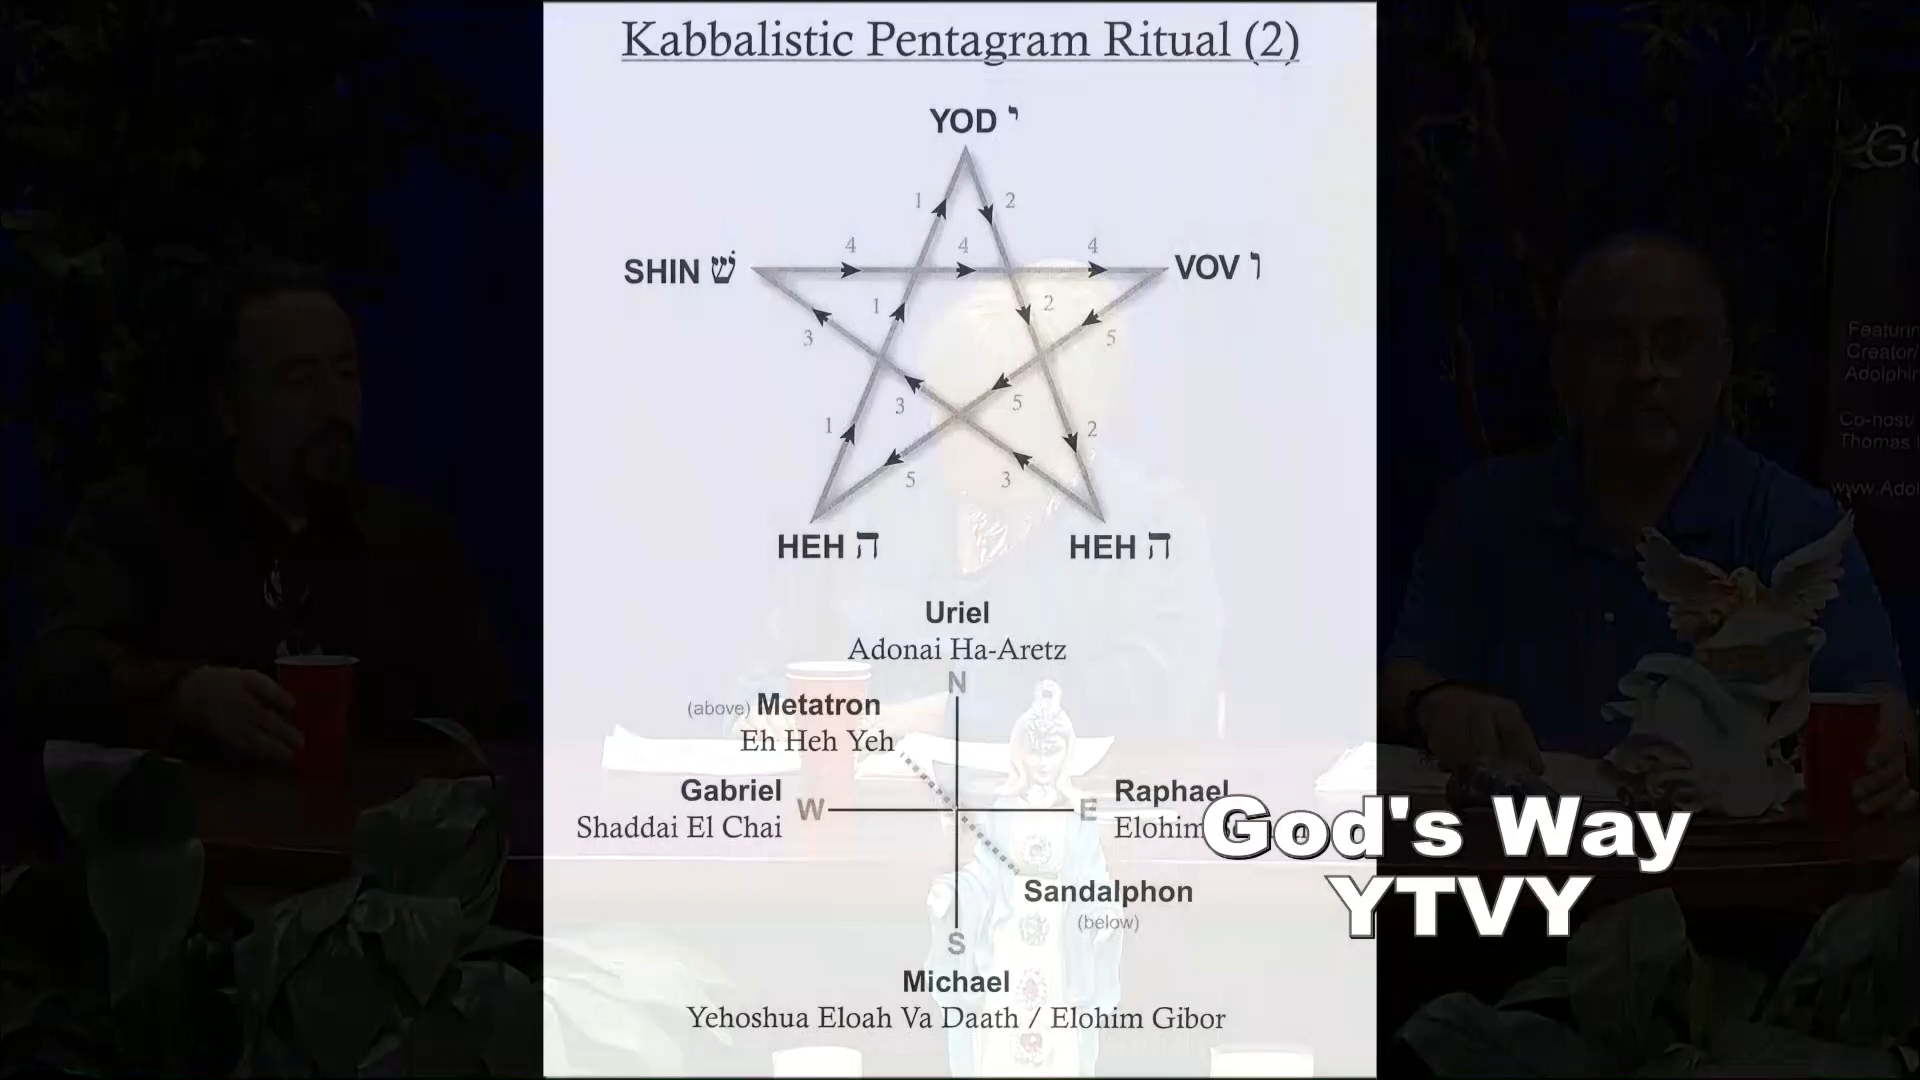 Kabbalistic Pentagram Ritual (2)
YOD י
1 2
SHIN שׁ
4 4 4
VOV ו
1 2
3 5
3 5
1 2
5 3
HEH ה
HEH ה
Uriel
Adonai Ha-Aretz
N
(above) Metatron
Eh Heh Yeh
Gabriel
Shaddai El Chai
W
E
Raphael
Elohim
Sandalphon
(below)
S
Michael
Yehoshua Eloah Va Daath / Elohim Gibor
God's Way
YTVY
Creator/
Thomas